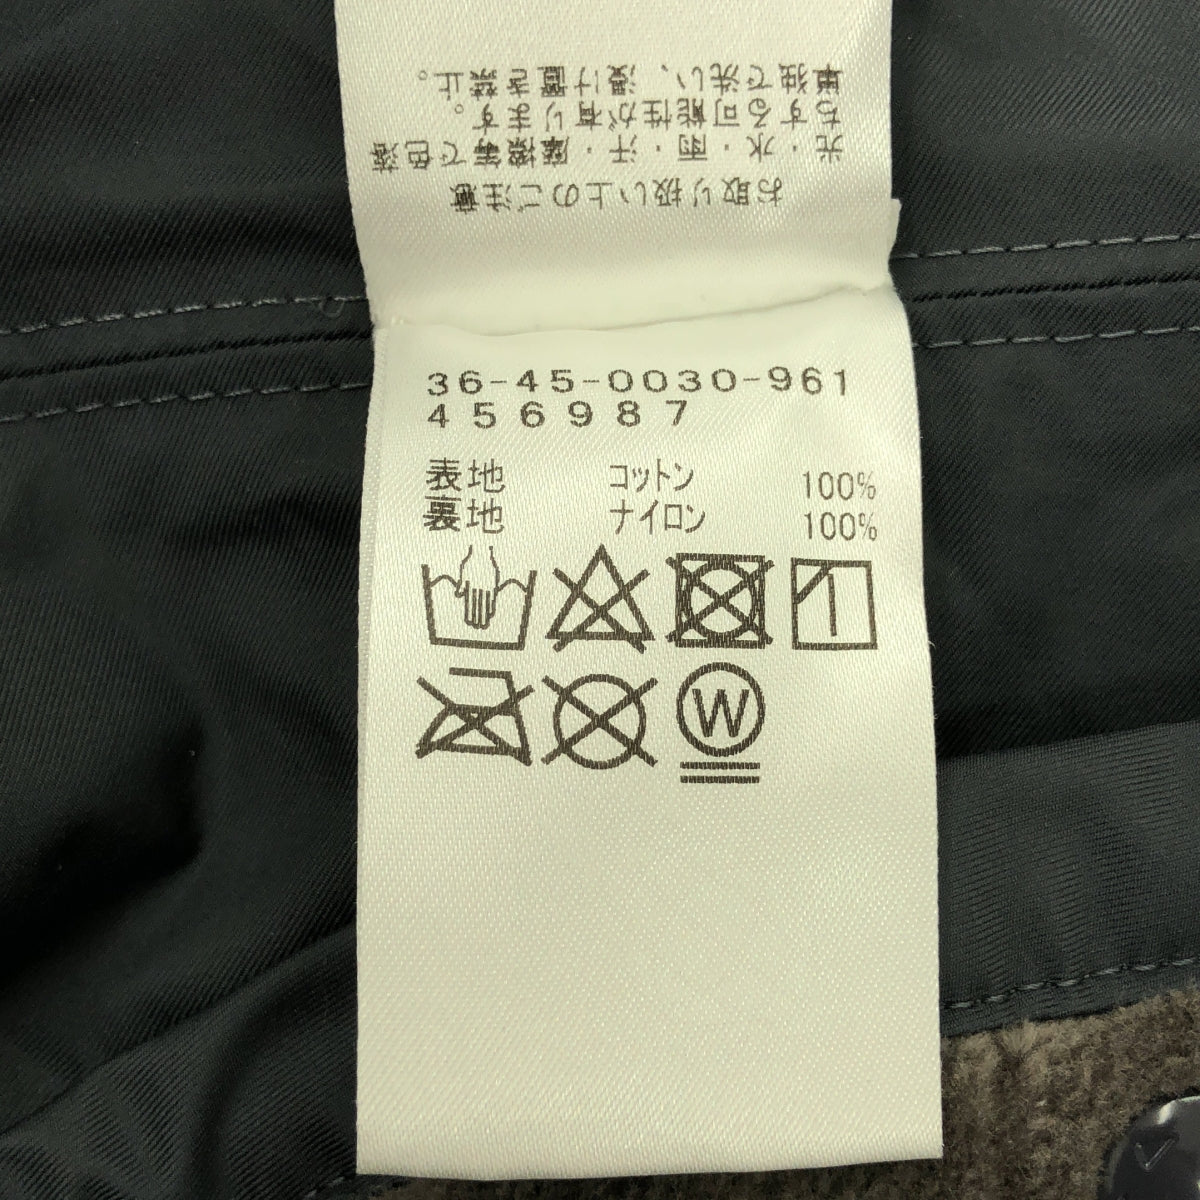 お取り扱い上のご注意
光・水・雨・汗・摩擦等で色落
ちする可能性が有ります。
単独で洗い、浸け置き禁止。
36-45-0030-961
456987
表地 コットン 100%
裏地 ナイロン 100%
W